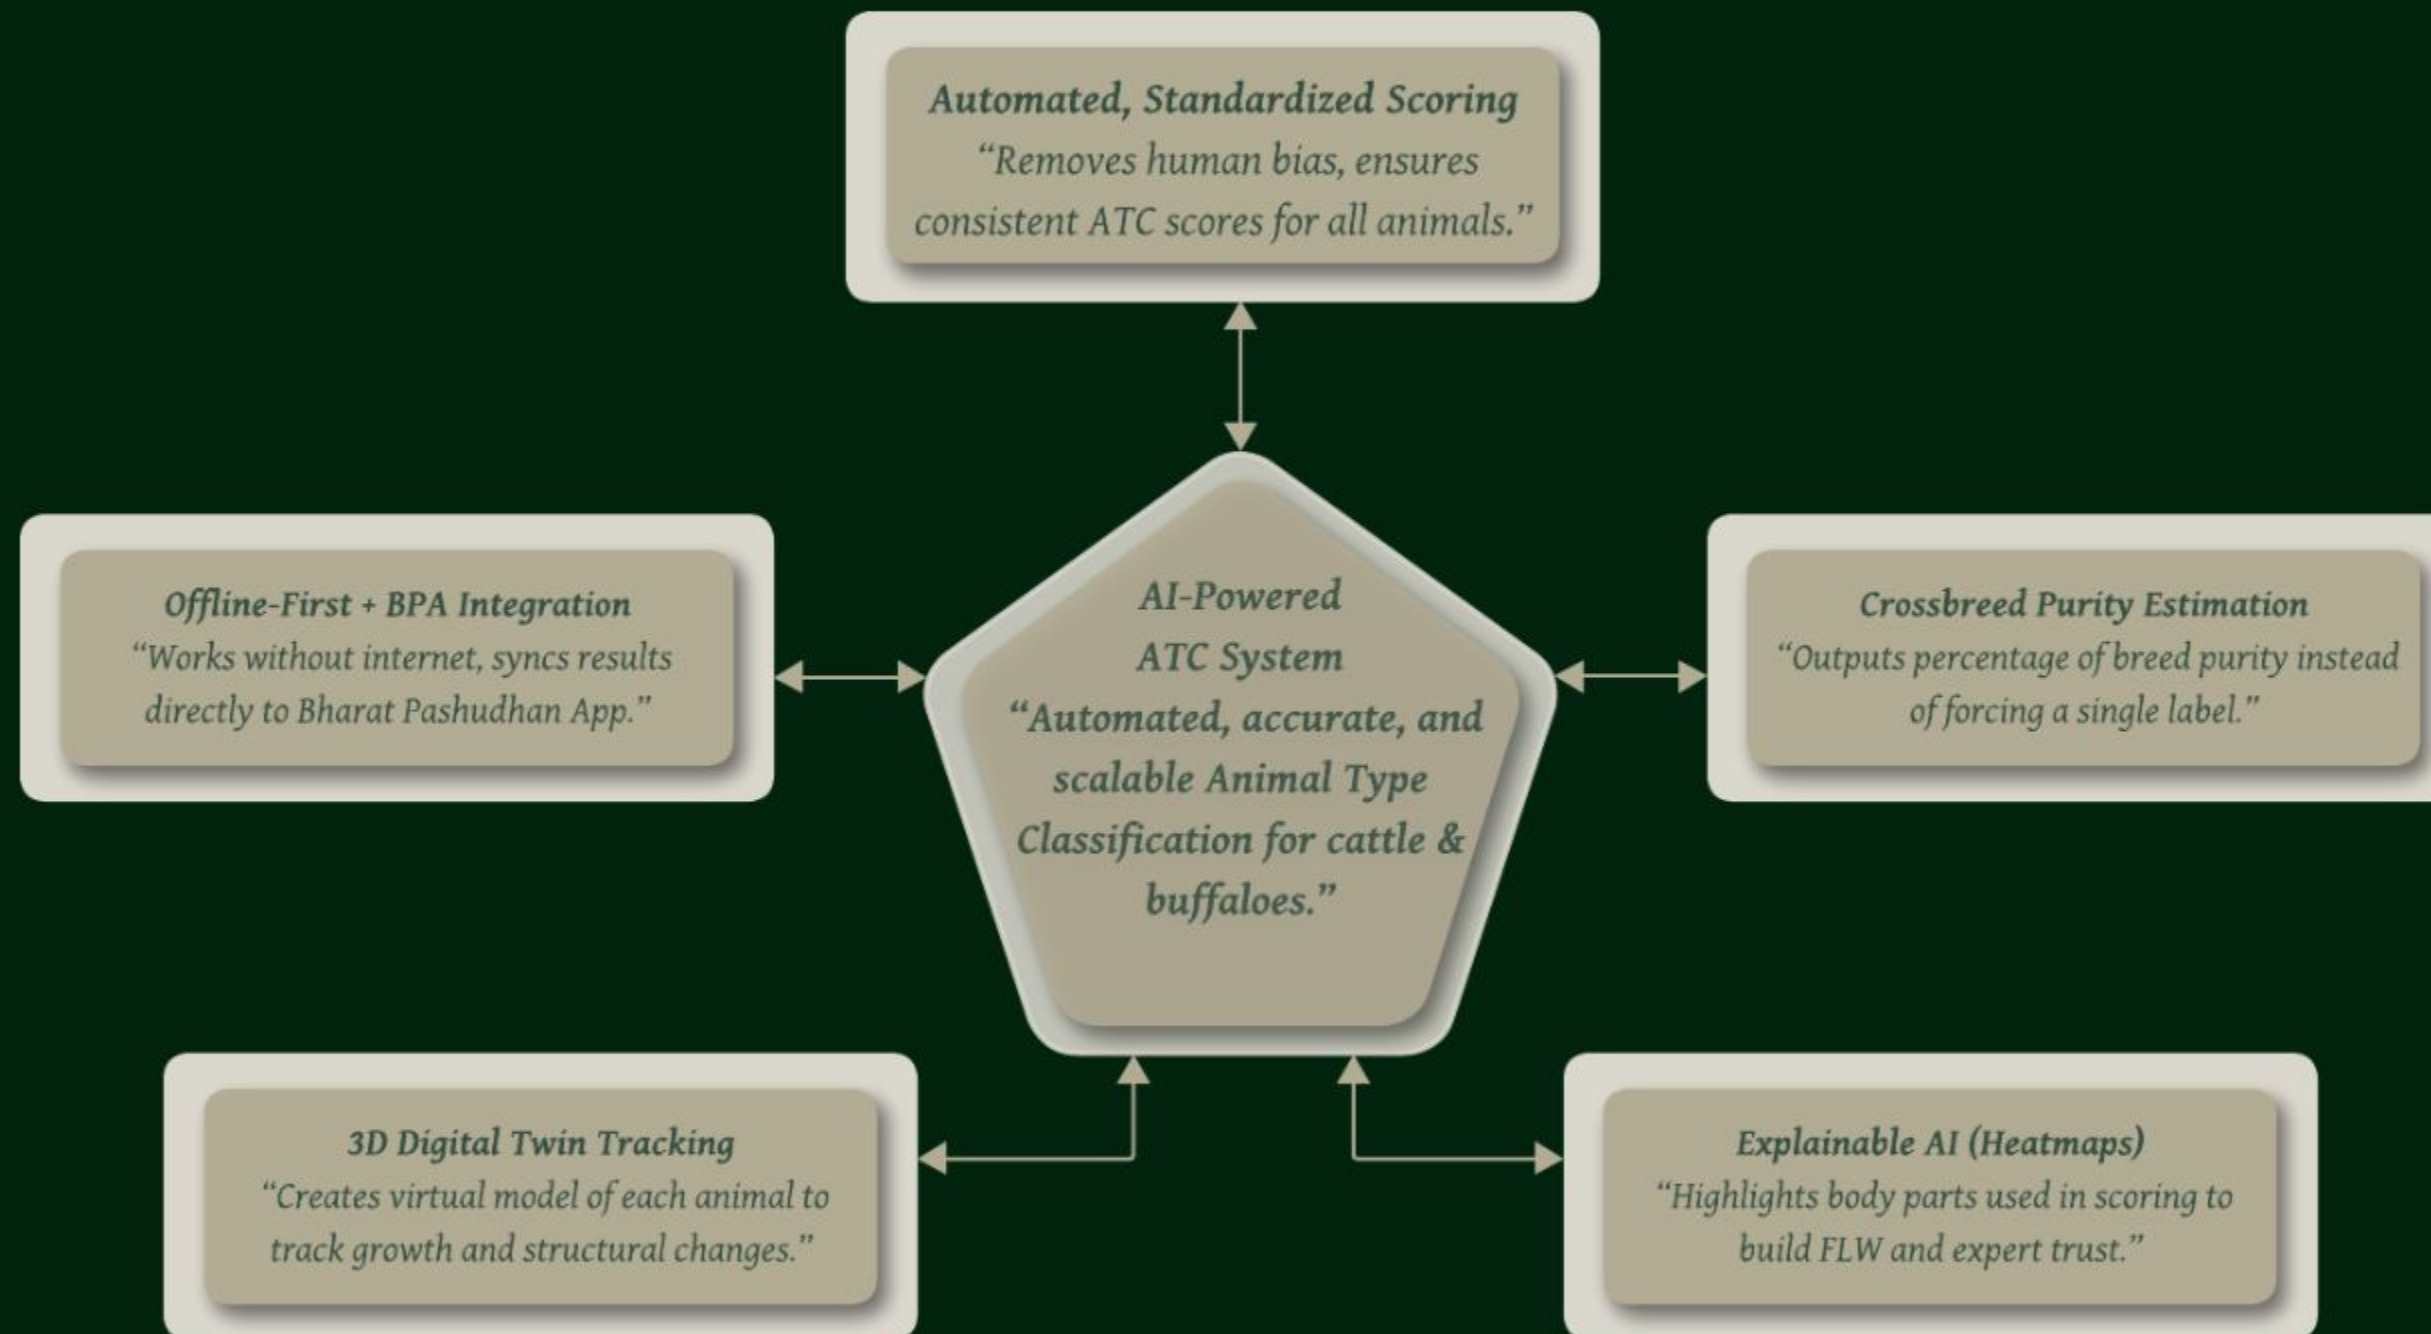 Automated, Standardized Scoring
“Removes human bias, ensures
consistent ATC scores for all animals.”
Offline-First + BPA Integration
“Works without internet, syncs results
directly to Bharat Pashudhan App.”
AI-Powered
ATC System
“Automated, accurate, and
scalable Animal Type
Classification for cattle &
buffaloes.”
Crossbreed Purity Estimation
“Outputs percentage of breed purity instead
of forcing a single label.”
3D Digital Twin Tracking
“Creates virtual model of each animal to
track growth and structural changes.”
Explainable AI (Heatmaps)
“Highlights body parts used in scoring to
build FLW and expert trust.”